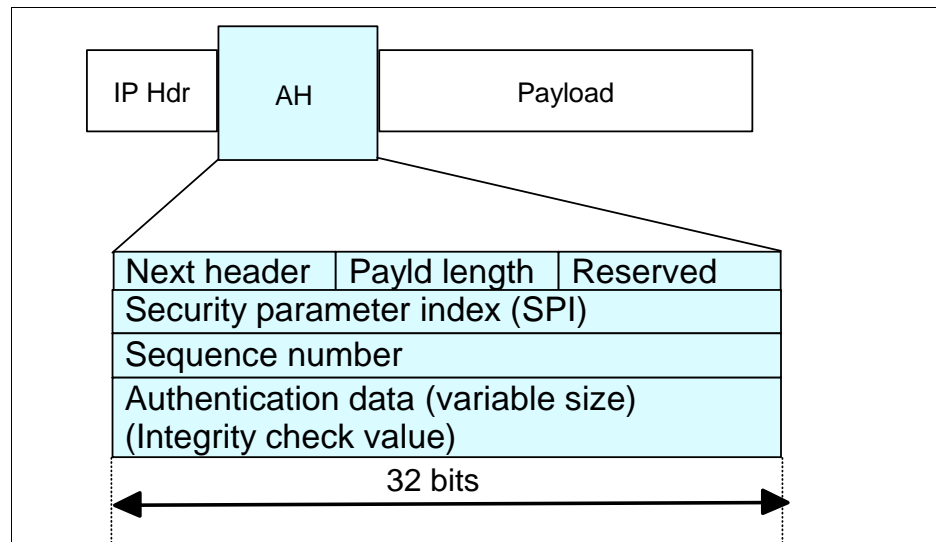 IP Hdr
AH
Payload
Next header
Payld length
Reserved
Security parameter index (SPI)
Sequence number
Authentication data (variable size)
(Integrity check value)
32 bits